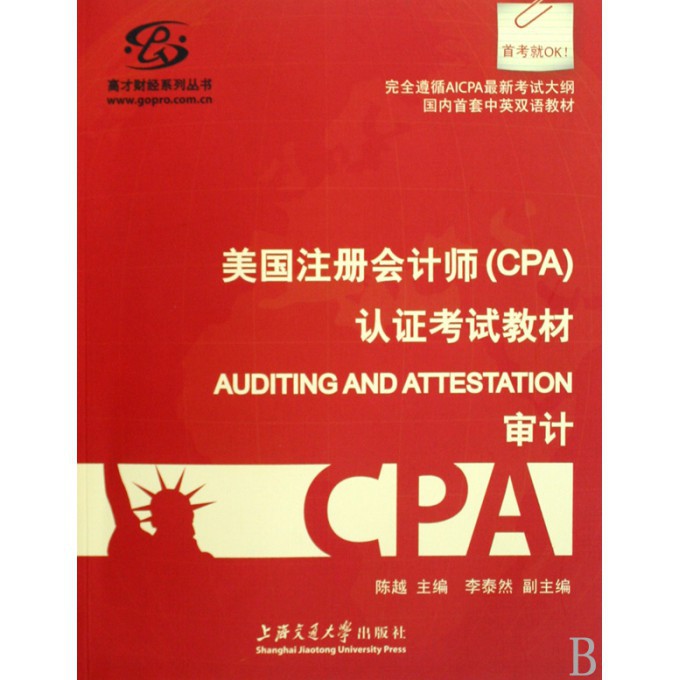 首考就OK!
高才财经系列丛书
www.gopro.com.cn
完全遵循AICPA最新考试大纲
国内首套中英双语教材
美国注册会计师(CPA)
认证考试教材
AUDITING AND ATTESTATION
审计
CPA
陈越 主编 李泰然 副主编
上海交通大学出版社
Shanghai Jiaotong University Press
B